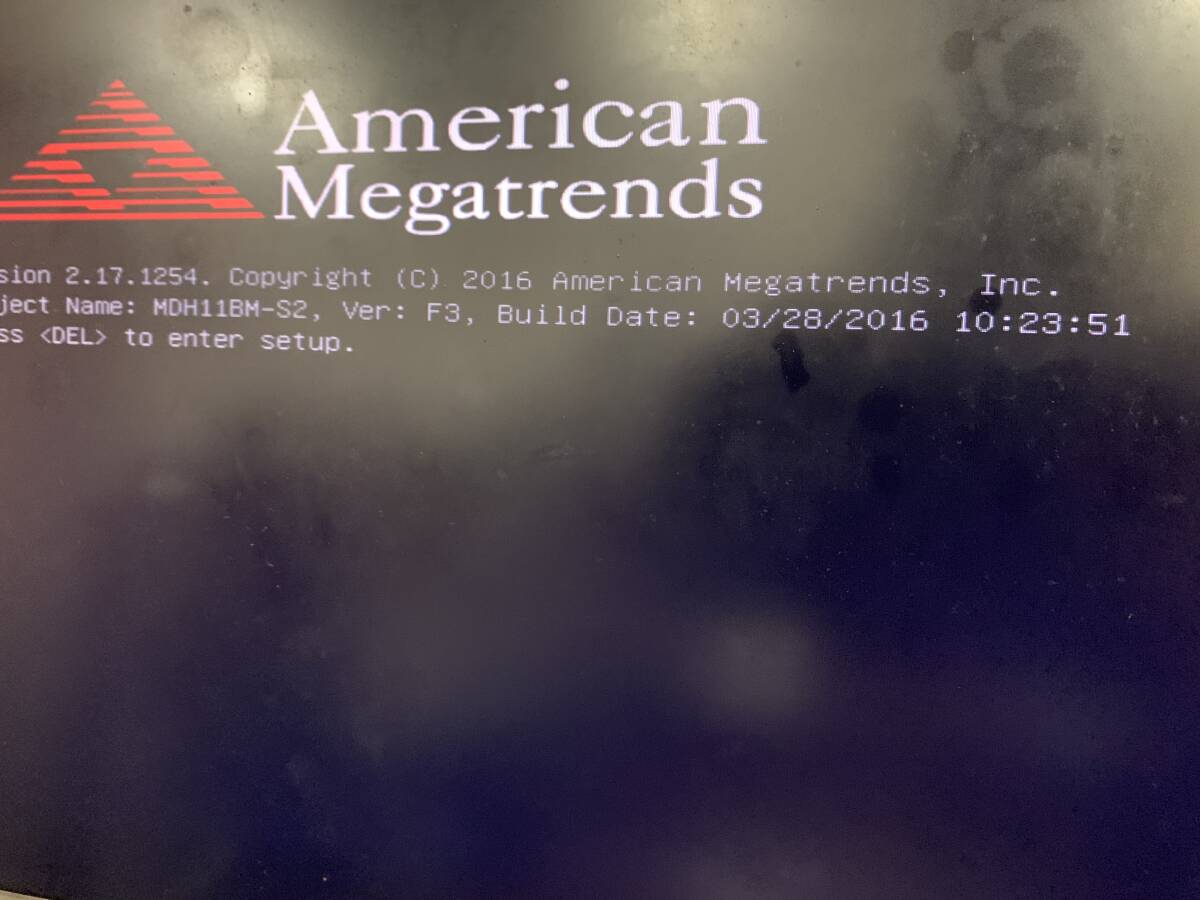 American
Megatrends
sion 2.17.1254. Copyright (C) 2016 American Megatrends, Inc.
ject Name: MDH11BM-S2, Ver: F3, Build Date: 03/28/2016 10:23:51
ss <DEL> to enter setup.